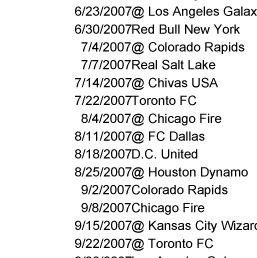 6/23/2007@ Los Angeles Galax
6/30/2007Red Bull New York
7/4/2007@ Colorado Rapids
7/7/2007Real Salt Lake
7/14/2007@ Chivas USA
7/22/2007Toronto FC
8/4/2007@ Chicago Fire
8/11/2007@ FC Dallas
8/18/2007D.C. United
8/25/2007@ Houston Dynamo
9/2/2007Colorado Rapids
9/8/2007Chicago Fire
9/15/2007@ Kansas City Wizar
9/22/2007@ Toronto FC